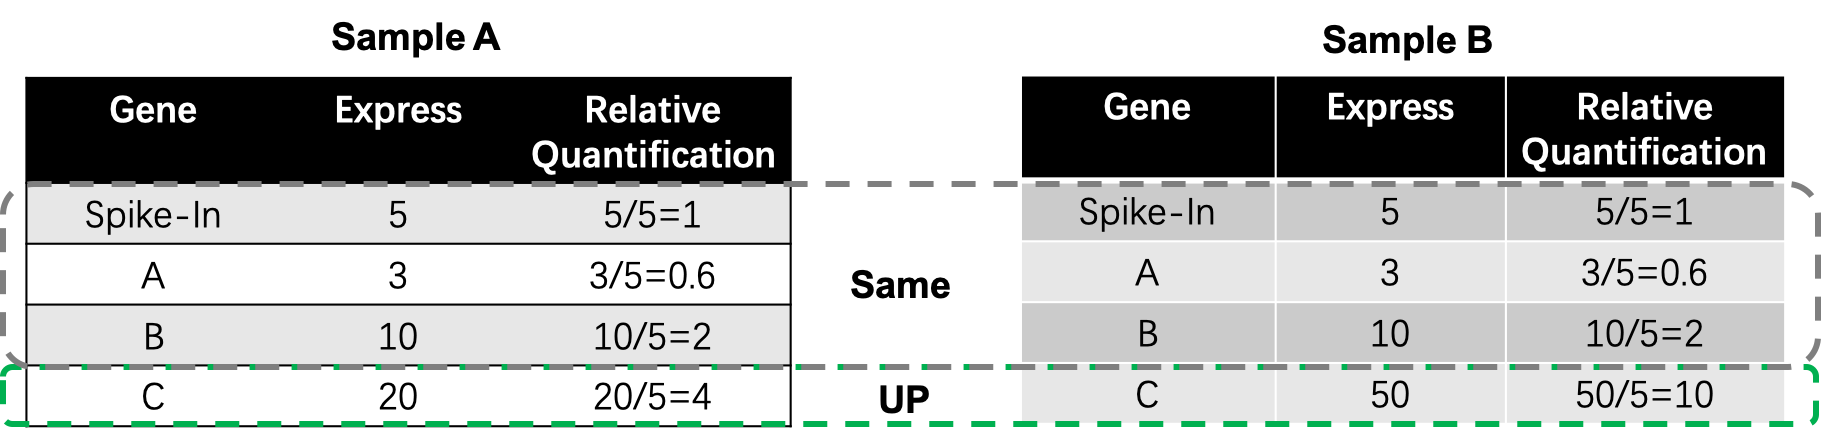 Sample A
Gene Express Relative Quantification
Spike-In 5 5/5=1
A 3 3/5=0.6
B 10 10/5=2
C 20 20/5=4
Same
UP
Sample B
Gene Express Relative Quantification
Spike-In 5 5/5=1
A 3 3/5=0.6
B 10 10/5=2
C 50 50/5=10